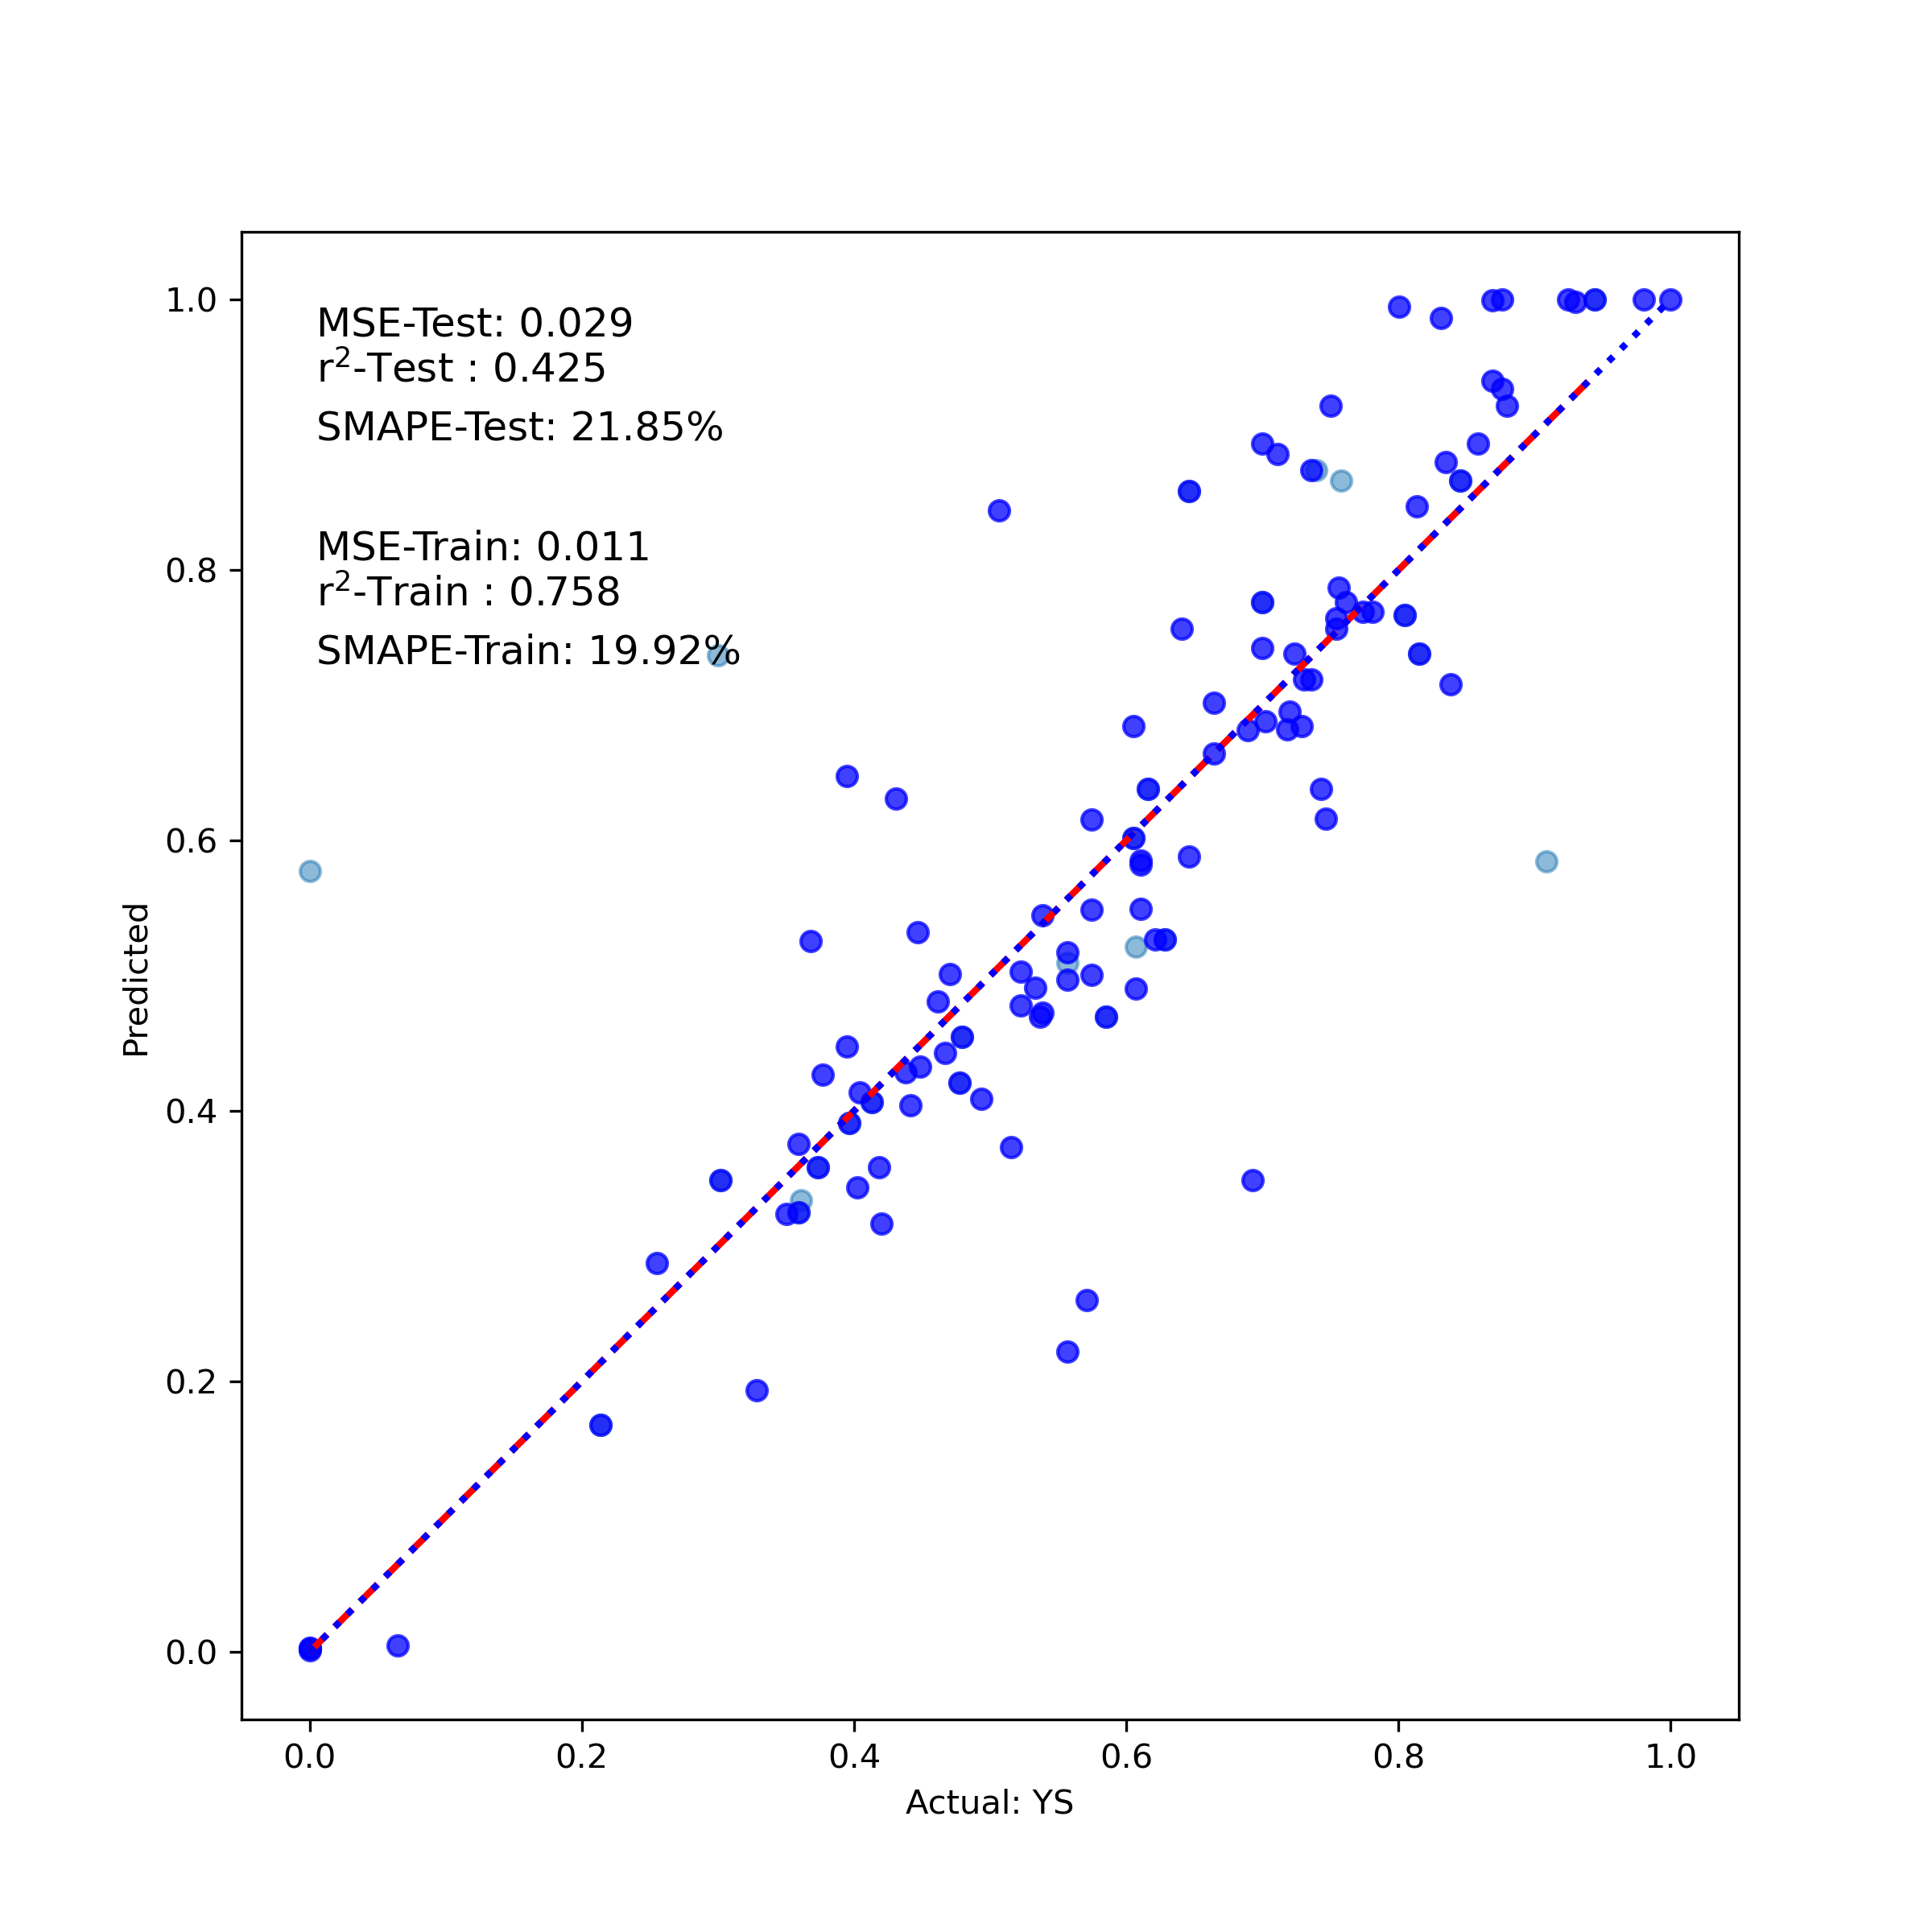 MSE-Test: 0.029
r²-Test : 0.425
SMAPE-Test: 21.85%
MSE-Train: 0.011
r²-Train : 0.758
SMAPE-Train: 19.92%
1.0
0.8
0.6
0.4
0.2
0.0
Predicted
0.0 0.2 0.4 0.6 0.8 1.0
Actual: YS